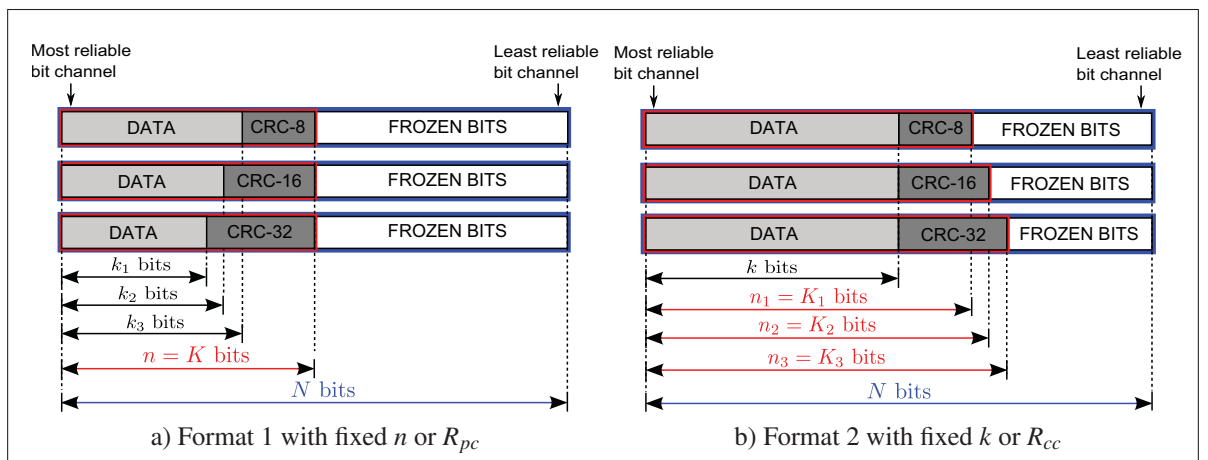 Most reliable
bit channel
Least reliable
bit channel
DATA
CRC-8
FROZEN BITS
DATA
CRC-16
FROZEN BITS
DATA
CRC-32
FROZEN BITS
k₁ bits
k₂ bits
k₃ bits
n = K bits
N bits
a) Format 1 with fixed n or R_pc
Most reliable
bit channel
Least reliable
bit channel
DATA
CRC-8
FROZEN BITS
DATA
CRC-16
FROZEN BITS
DATA
CRC-32
FROZEN BITS
k bits
n₁ = K₁ bits
n₂ = K₂ bits
n₃ = K₃ bits
N bits
b) Format 2 with fixed k or R_cc